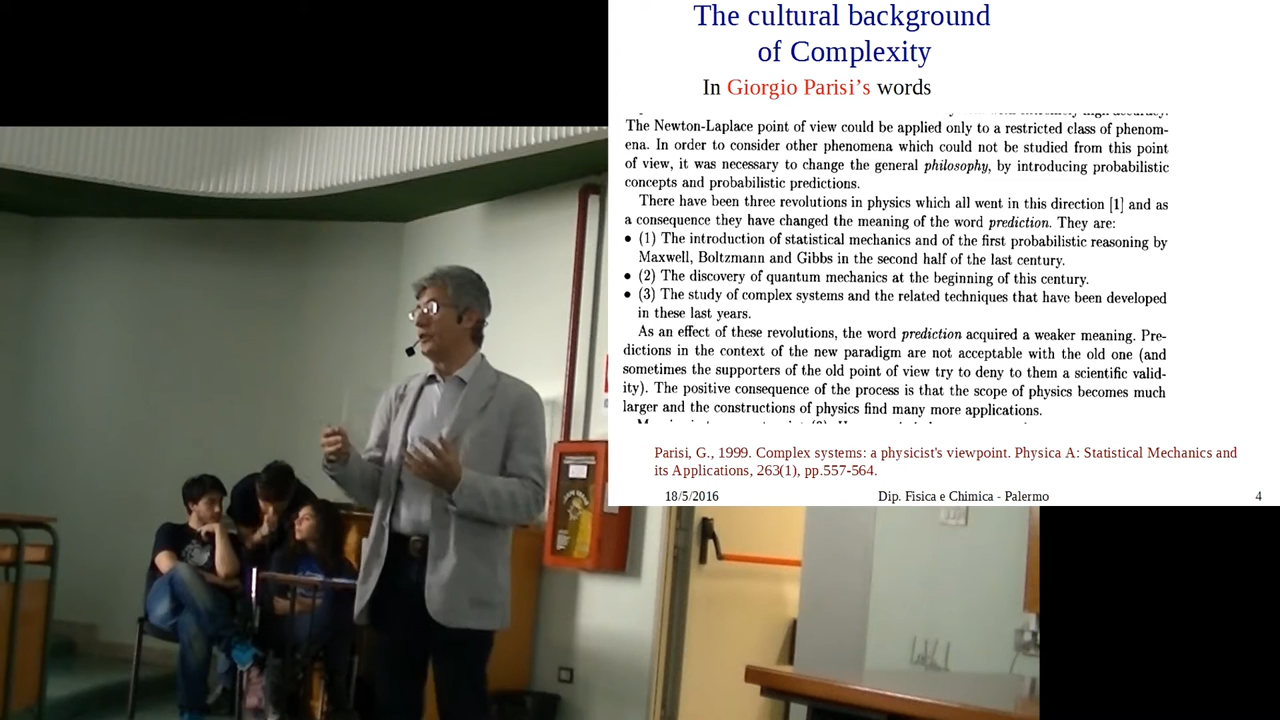 The cultural background
of Complexity
In Giorgio Parisi's words
The Newton-Laplace point of view could be applied only to a restricted class of phenom-
ena. In order to consider other phenomena which could not be studied from this point
of view, it was necessary to change the general philosophy, by introducing probabilistic
concepts and probabilistic predictions.
There have been three revolutions in physics which all went in this direction [1] and as
a consequence they have changed the meaning of the word prediction. They are:
• (1) The introduction of statistical mechanics and of the first probabilistic reasoning by
Maxwell, Boltzmann and Gibbs in the second half of the last century.
• (2) The discovery of quantum mechanics at the beginning of this century.
• (3) The study of complex systems and the related techniques that have been developed
in these last years.
As an effect of these revolutions, the word prediction acquired a weaker meaning. Pre-
dictions in the context of the new paradigm are not acceptable with the old one (and
sometimes the supporters of the old point of view try to deny to them a scientific valid-
ity). The positive consequence of the process is that the scope of physics becomes much
larger and the constructions of physics find many more applications.
Parisi, G., 1999. Complex systems: a physicist's viewpoint. Physica A: Statistical Mechanics and
its Applications, 263(1), pp.557-564.
18/5/2016
Dip. Fisica e Chimica - Palermo
4